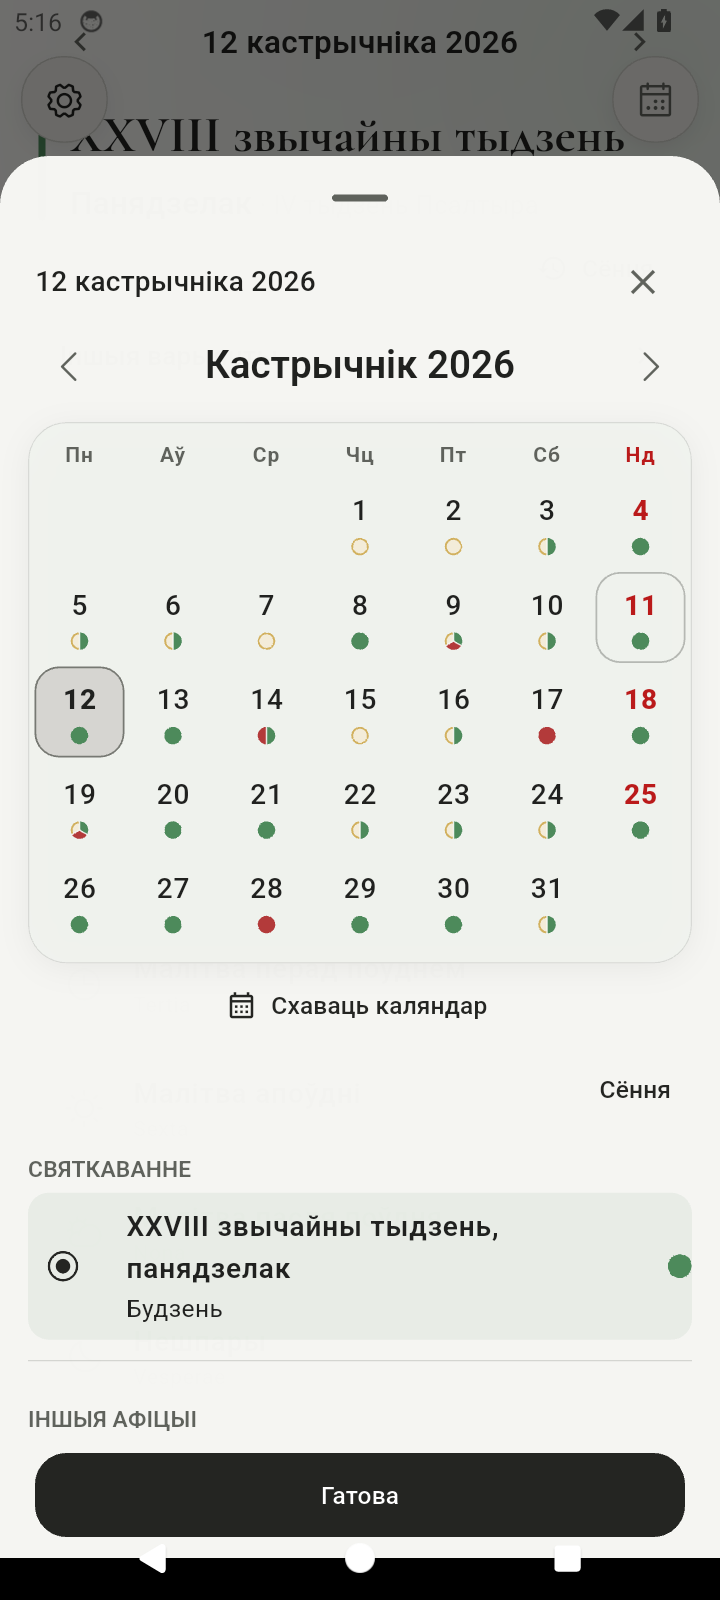 5:16
12 кастрычніка 2026
XXVIII звычайны тыдзень
12 кастрычніка 2026
Кастрычнік 2026
Пн Аў Ср Чц Пт Сб Нд
1 2 3 4
5 6 7 8 9 10 11
12 13 14 15 16 17 18
19 20 21 22 23 24 25
26 27 28 29 30 31
Схаваць каляндар
Сёння
СВЯТКАВАННЕ
XXVIII звычайны тыдзень,
панядзелак
Будзень
ІНШЫЯ АФІЦЫІ
Гатова